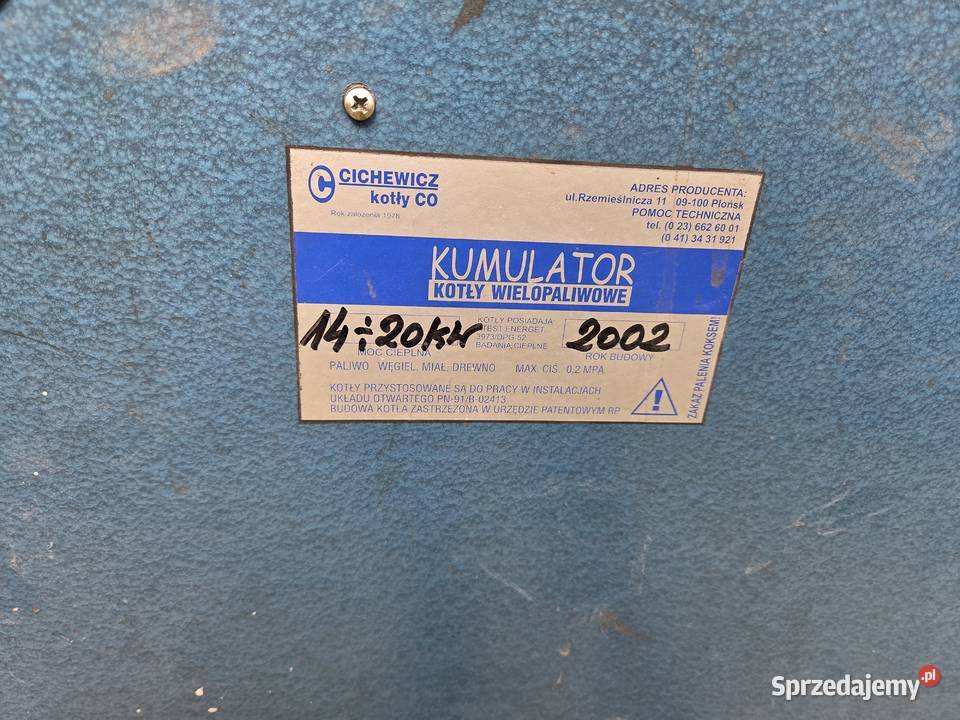 C CICHEWICZ
kotły CO
Rok założenia 1978
ADRES PRODUCENTA:
ul.Rzemieślnicza 11 09-100 Płońsk
POMOC TECHNICZNA
tel. (0 23) 662 60 01
(0 41) 34 31 921
KUMULATOR
KOTŁY WIELOPALIWOWE
14÷20kW
MOC CIEPLNA
KOTŁY POSIADAJĄ
TEST ENERGET
3973/DPG 52
BADANIA CIEPLNE
2002
ROK BUDOWY
PALIWO WĘGIEL, MIAŁ, DREWNO MAX. CIŚ. 0,2 MPA
KOTŁY PRZYSTOSOWANE SĄ DO PRACY W INSTALACJACH
UKŁADU OTWARTEGO PN-91/B-02413
BUDOWA KOTŁA ZASTRZEŻONA W URZĘDZIE PATENTOWYM RP
ZAKAZ PALENIA KOKSEM!
Sprzedajemy.pl